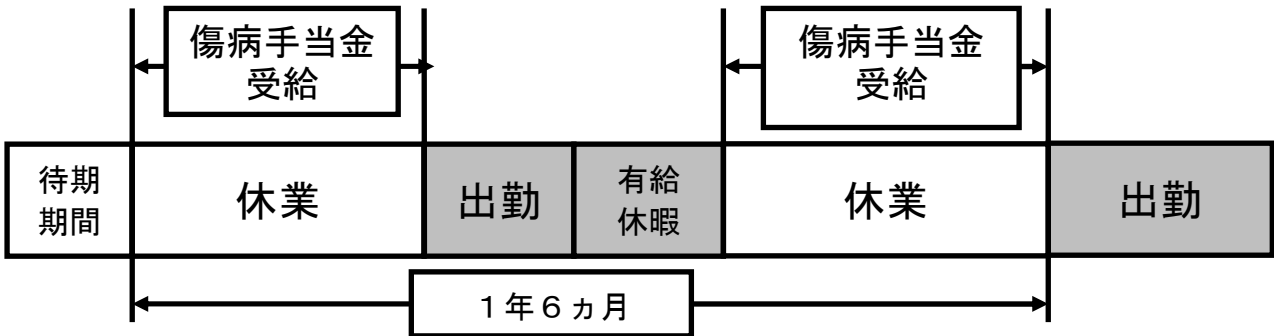 傷病手当金
受給
傷病手当金
受給
待期
期間
休業
出勤
有給
休暇
休業
出勤
1年6ヵ月